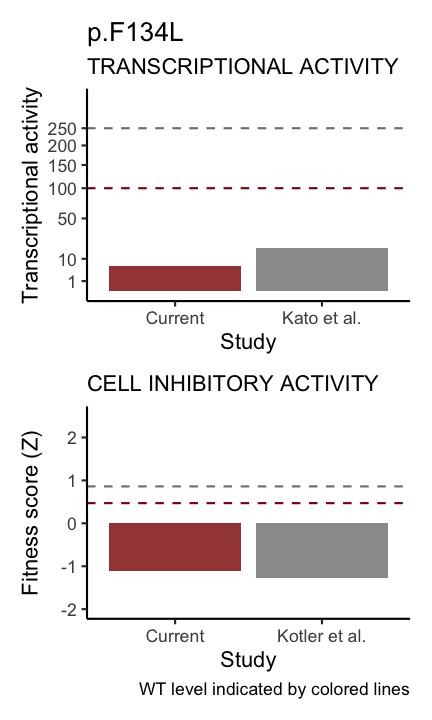 p.F134L
TRANSCRIPTIONAL ACTIVITY
Transcriptional activity
250
200
150
100
50
10
1
Current
Kato et al.
Study
CELL INHIBITORY ACTIVITY
Fitness score (Z)
2
1
0
-1
-2
Current
Kotler et al.
Study
WT level indicated by colored lines